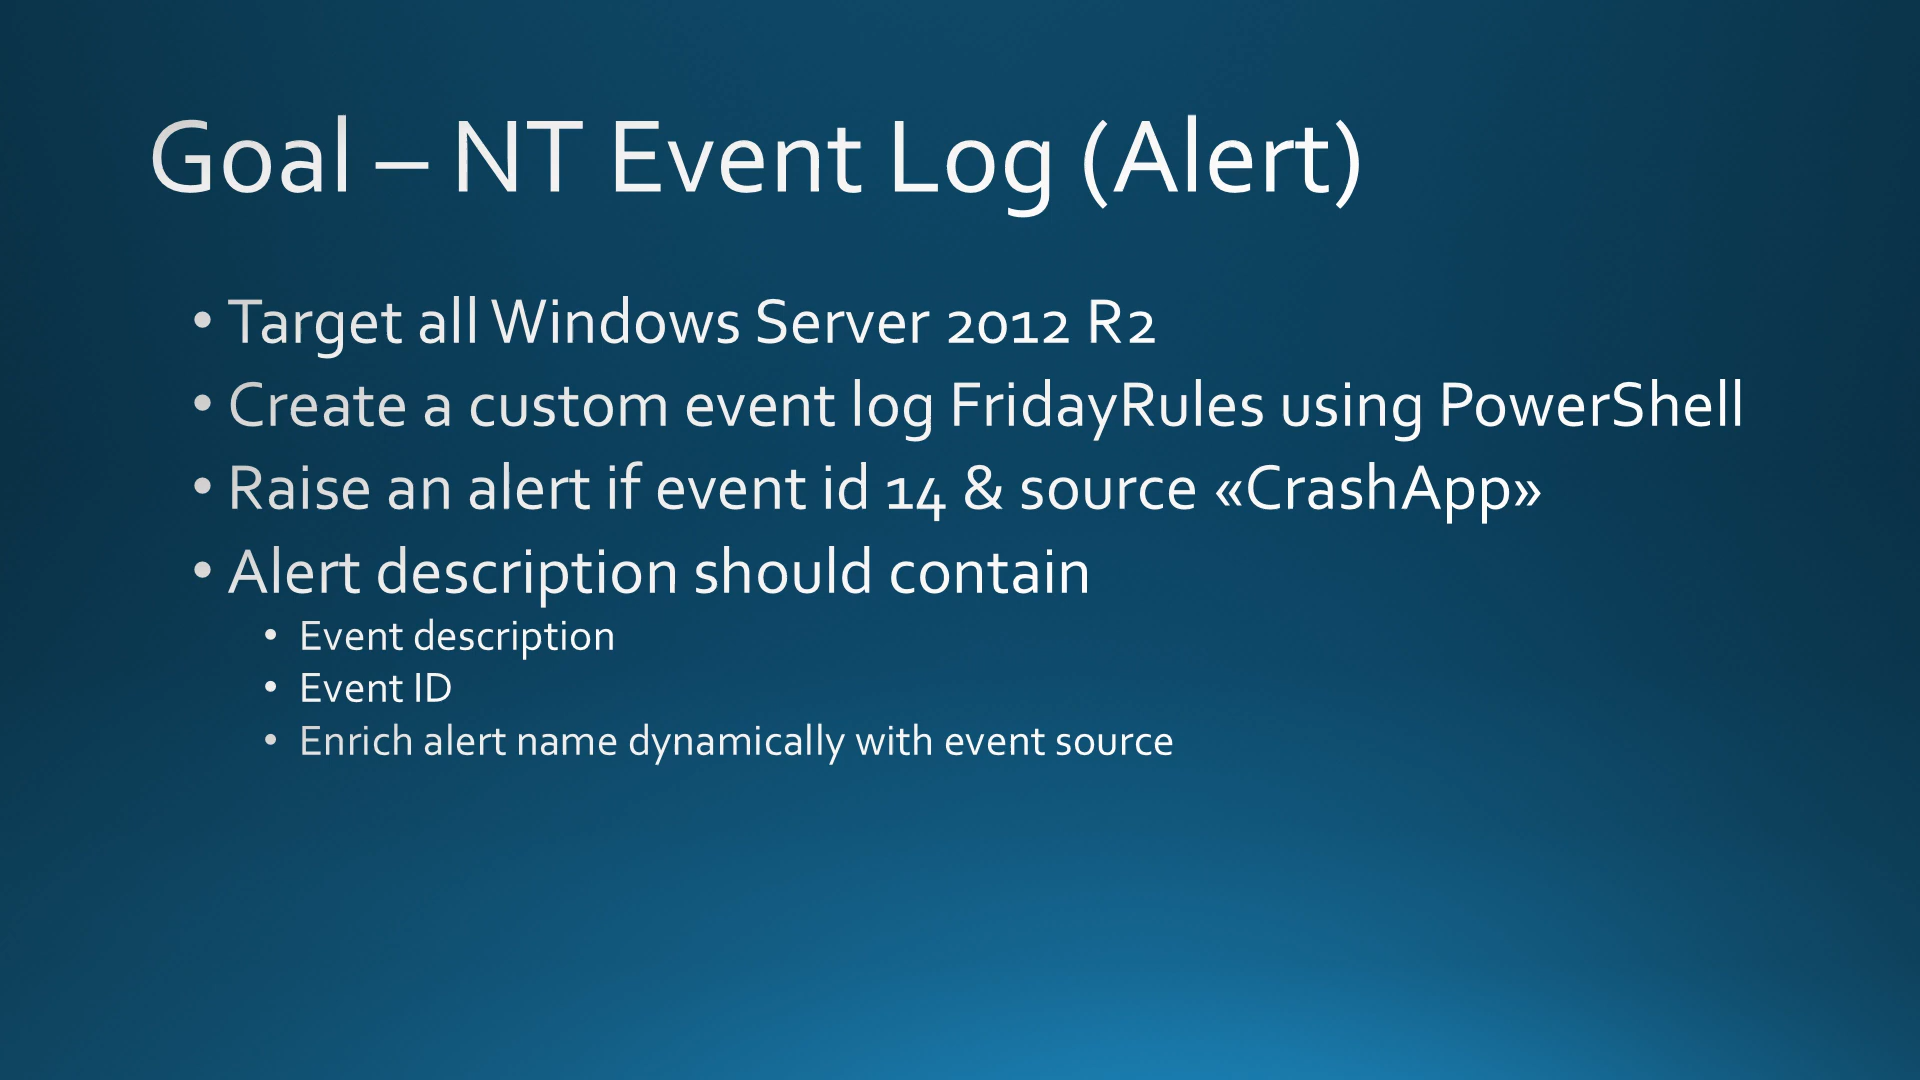 Goal – NT Event Log (Alert)
• Target all Windows Server 2012 R2
• Create a custom event log FridayRules using PowerShell
• Raise an alert if event id 14 & source «CrashApp»
• Alert description should contain
• Event description
• Event ID
• Enrich alert name dynamically with event source